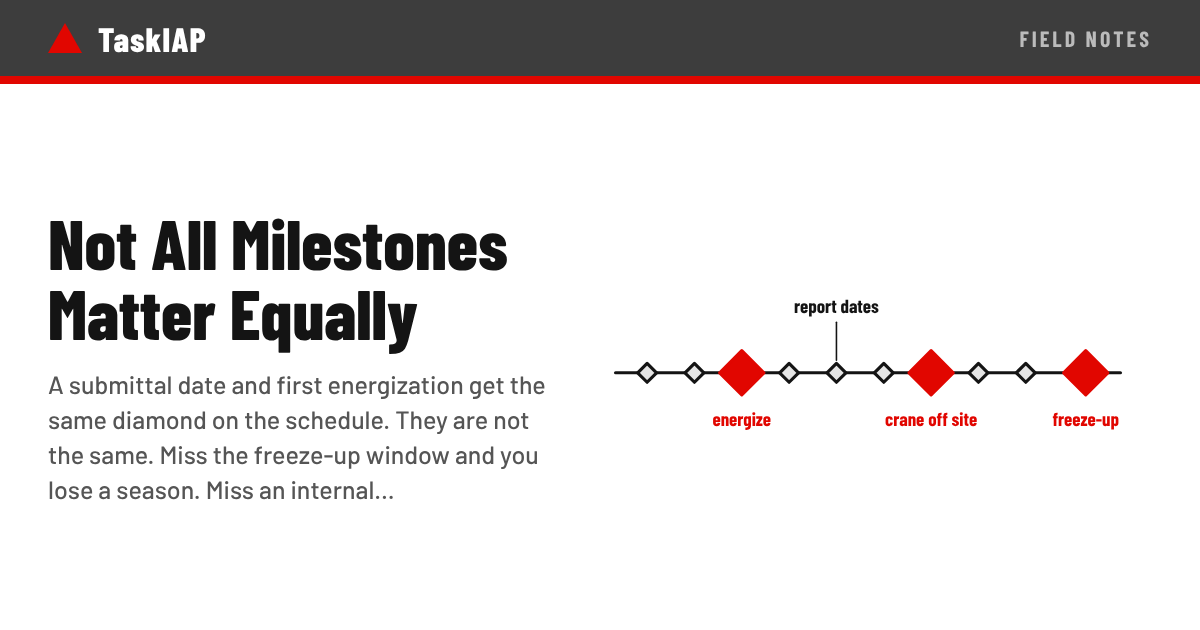 TaskIAP
FIELD NOTES
Not All Milestones
Matter Equally
A submittal date and first energization get the
same diamond on the schedule. They are not
the same. Miss the freeze-up window and you
lose a season. Miss an internal...
report dates
energize
crane off site
freeze-up